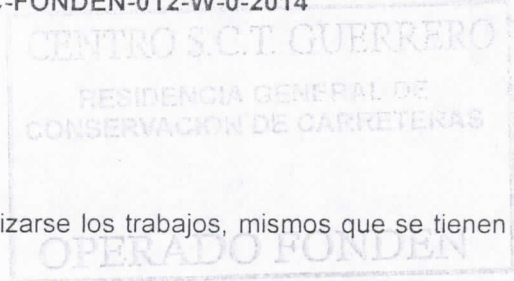 -FONDEN-012-W-0-2014
CENTRO S.C.T. GUERRERO
RESIDENCIA GENERAL DE
CONSERVACION DE CARRETERAS
izarse los trabajos, mismos que se tienen
OPERADO FONDEN